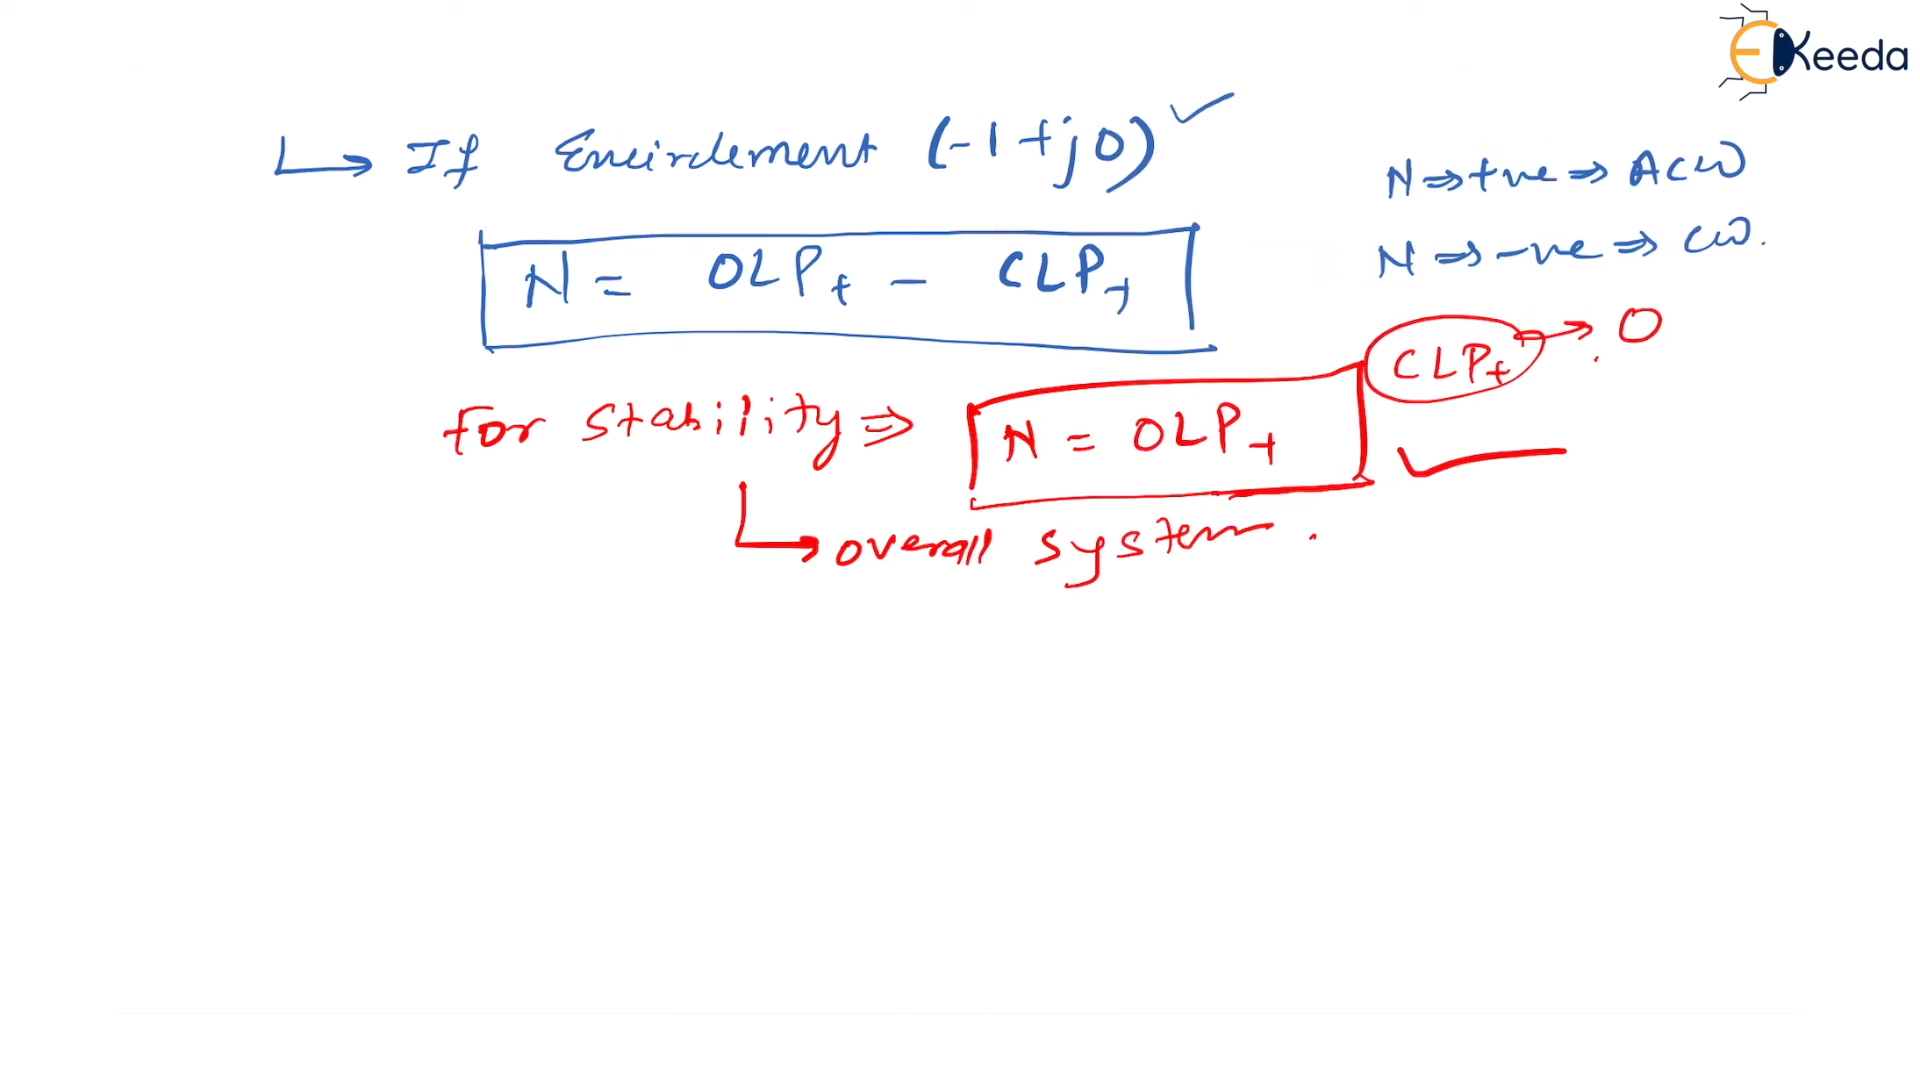 EKeeda
↳ If Encirclement (-1+j0) ✓
N ⇒ +ve ⇒ ACW
N = OLP+ - CLP+
N ⇒ -ve ⇒ CW.
CLP+ → 0
For stability ⇒ N = OLP+
↳ overall system.